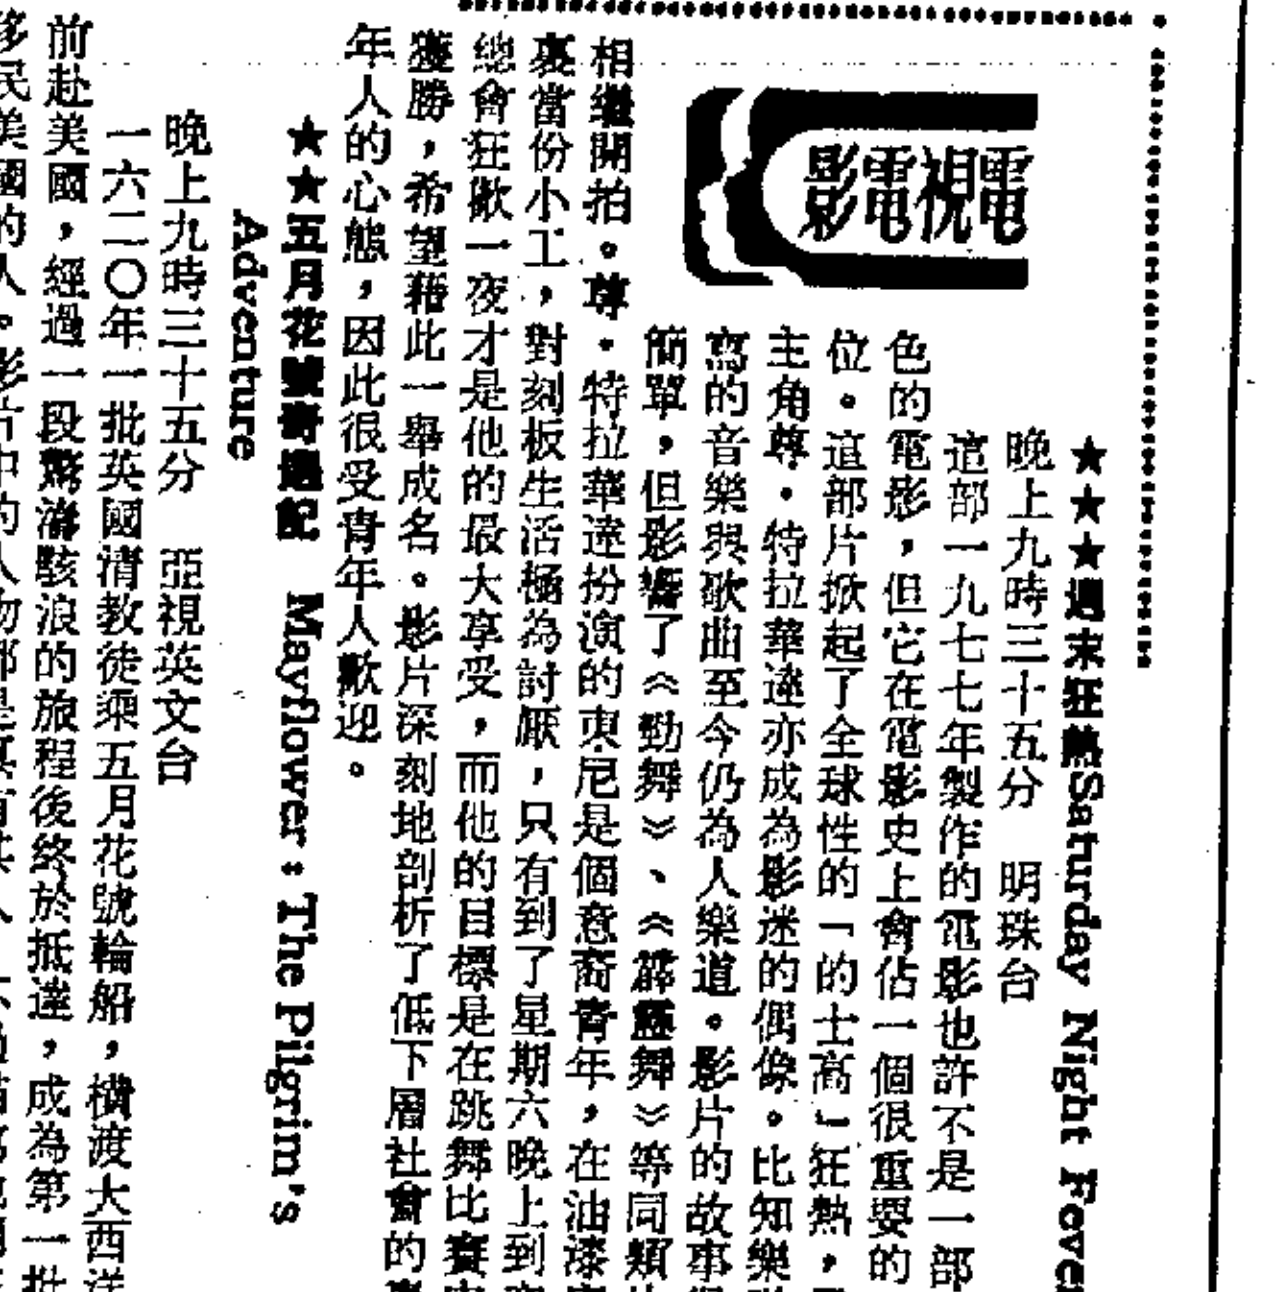 電視電影
★★★週末狂熱Saturday Night Fever
晚上九時三十五分　明珠台
這部一九七七年製作的電影也許不是一部
色的電影，但它在電影史上會佔一個很重要的
位。這部片掀起了全球性的「的士高」狂熱，
主角尊．特拉華達亦成為影迷的偶像。比知樂
寫的音樂與歌曲至今仍為人樂道。影片的故事
簡單，但影響了《勁舞》、《霹靂舞》等同類
相繼開拍。尊．特拉華達扮演的東尼是個意裔青年，在油漆
裏當份小工，對刻板生活極為討厭，只有到了星期六晚上到
總會狂歡一夜才是他的最大享受，而他的目標是在跳舞比賽
獲勝，希望藉此一舉成名。影片深刻地剖析了低下層社會的
年人的心態，因此很受青年人歡迎。
★★五月花號奇遇記　Mayflower : The Pilgrim's
Adventure
晚上九時三十五分　亞視英文台
一六二〇年一批英國清教徒乘五月花號輪船，橫渡大西洋
前赴美國，經過一段驚濤駭浪的旅程後終於抵達，成為第一批
移民美國的人。影片中的人物都是真有其人